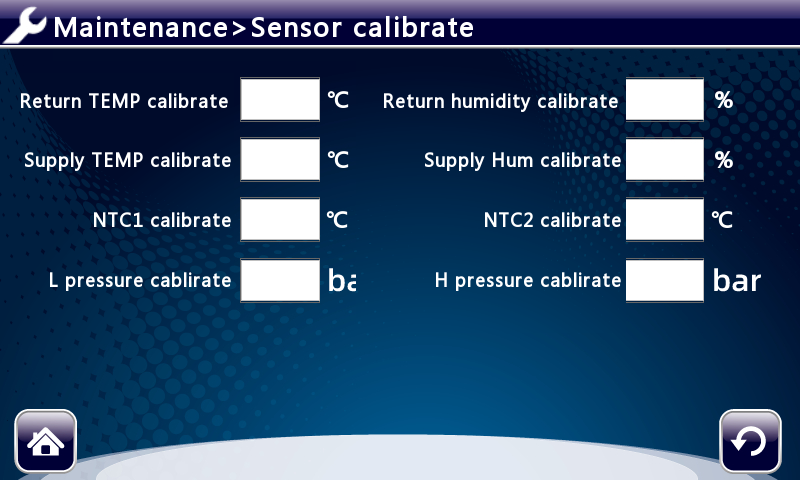 Maintenance>Sensor calibrate
Return TEMP calibrate ℃ Return humidity calibrate %
Supply TEMP calibrate ℃ Supply Hum calibrate %
NTC1 calibrate ℃ NTC2 calibrate ℃
L pressure cablirate ba H pressure cablirate bar